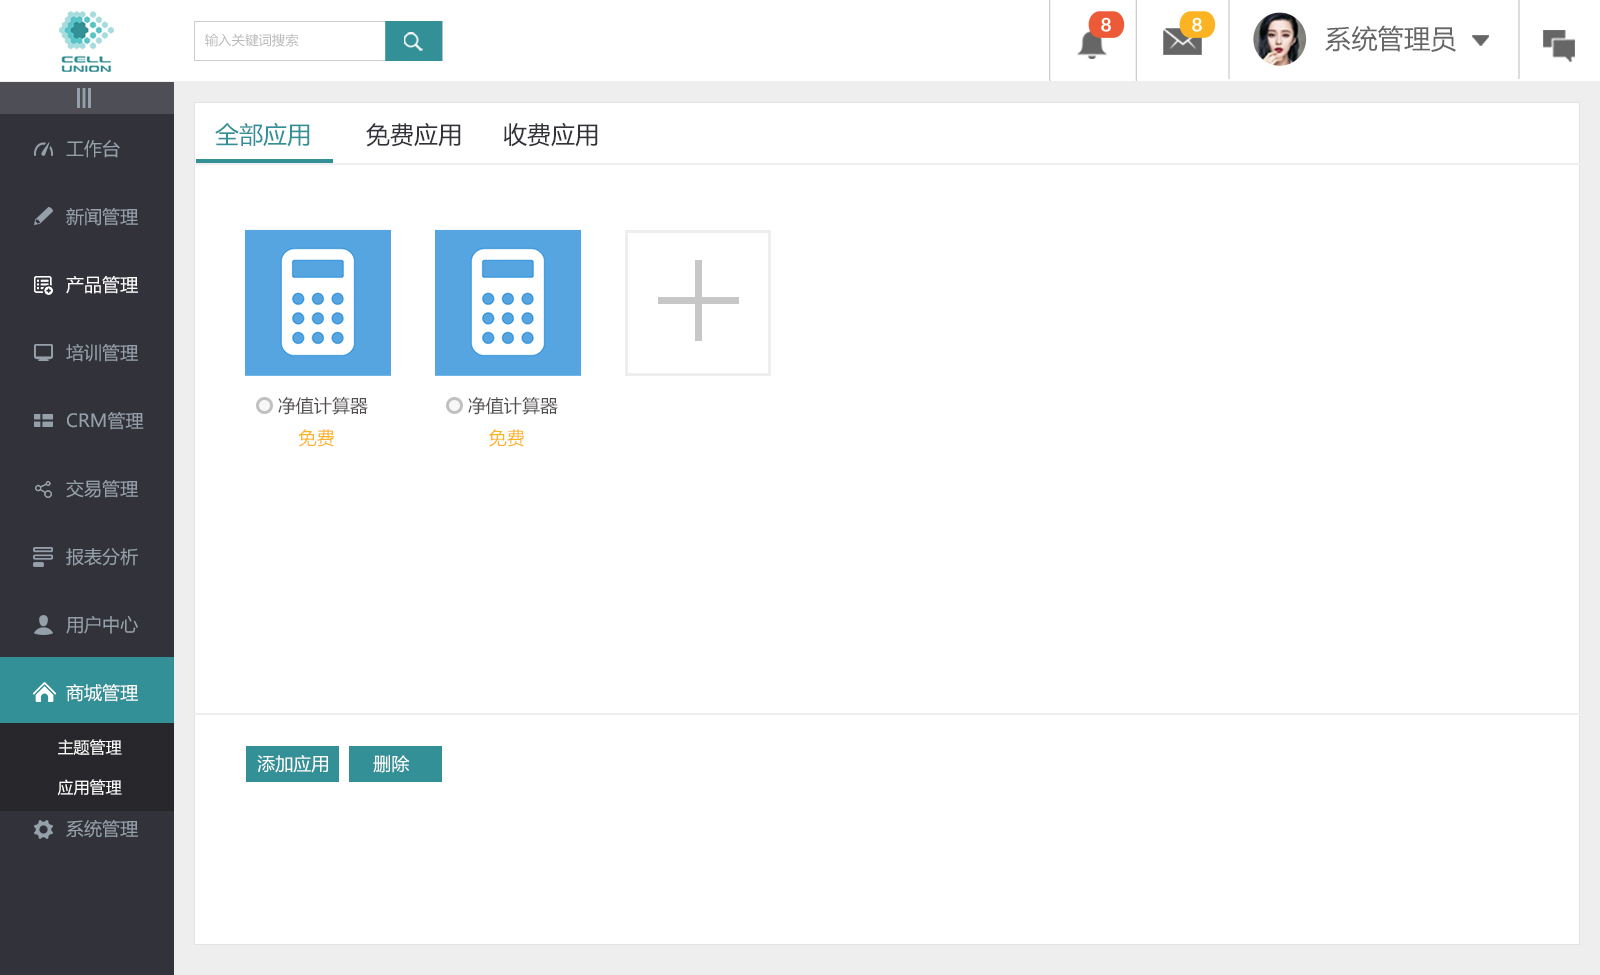 CELL
UNION
输入关键词搜索
8
8
系统管理员
工作台
新闻管理
产品管理
培训管理
CRM管理
交易管理
报表分析
用户中心
商城管理
主题管理
应用管理
系统管理
全部应用 免费应用 收费应用
净值计算器 净值计算器
免费 免费
添加应用 删除